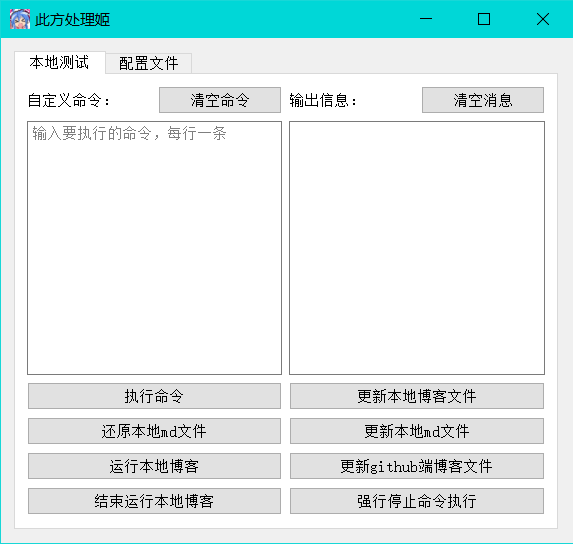 此方处理姬
本地测试 配置文件
自定义命令： 清空命令 输出信息： 清空消息
输入要执行的命令，每行一条
执行命令 更新本地博客文件
还原本地md文件 更新本地md文件
运行本地博客 更新github端博客文件
结束运行本地博客 强行停止命令执行